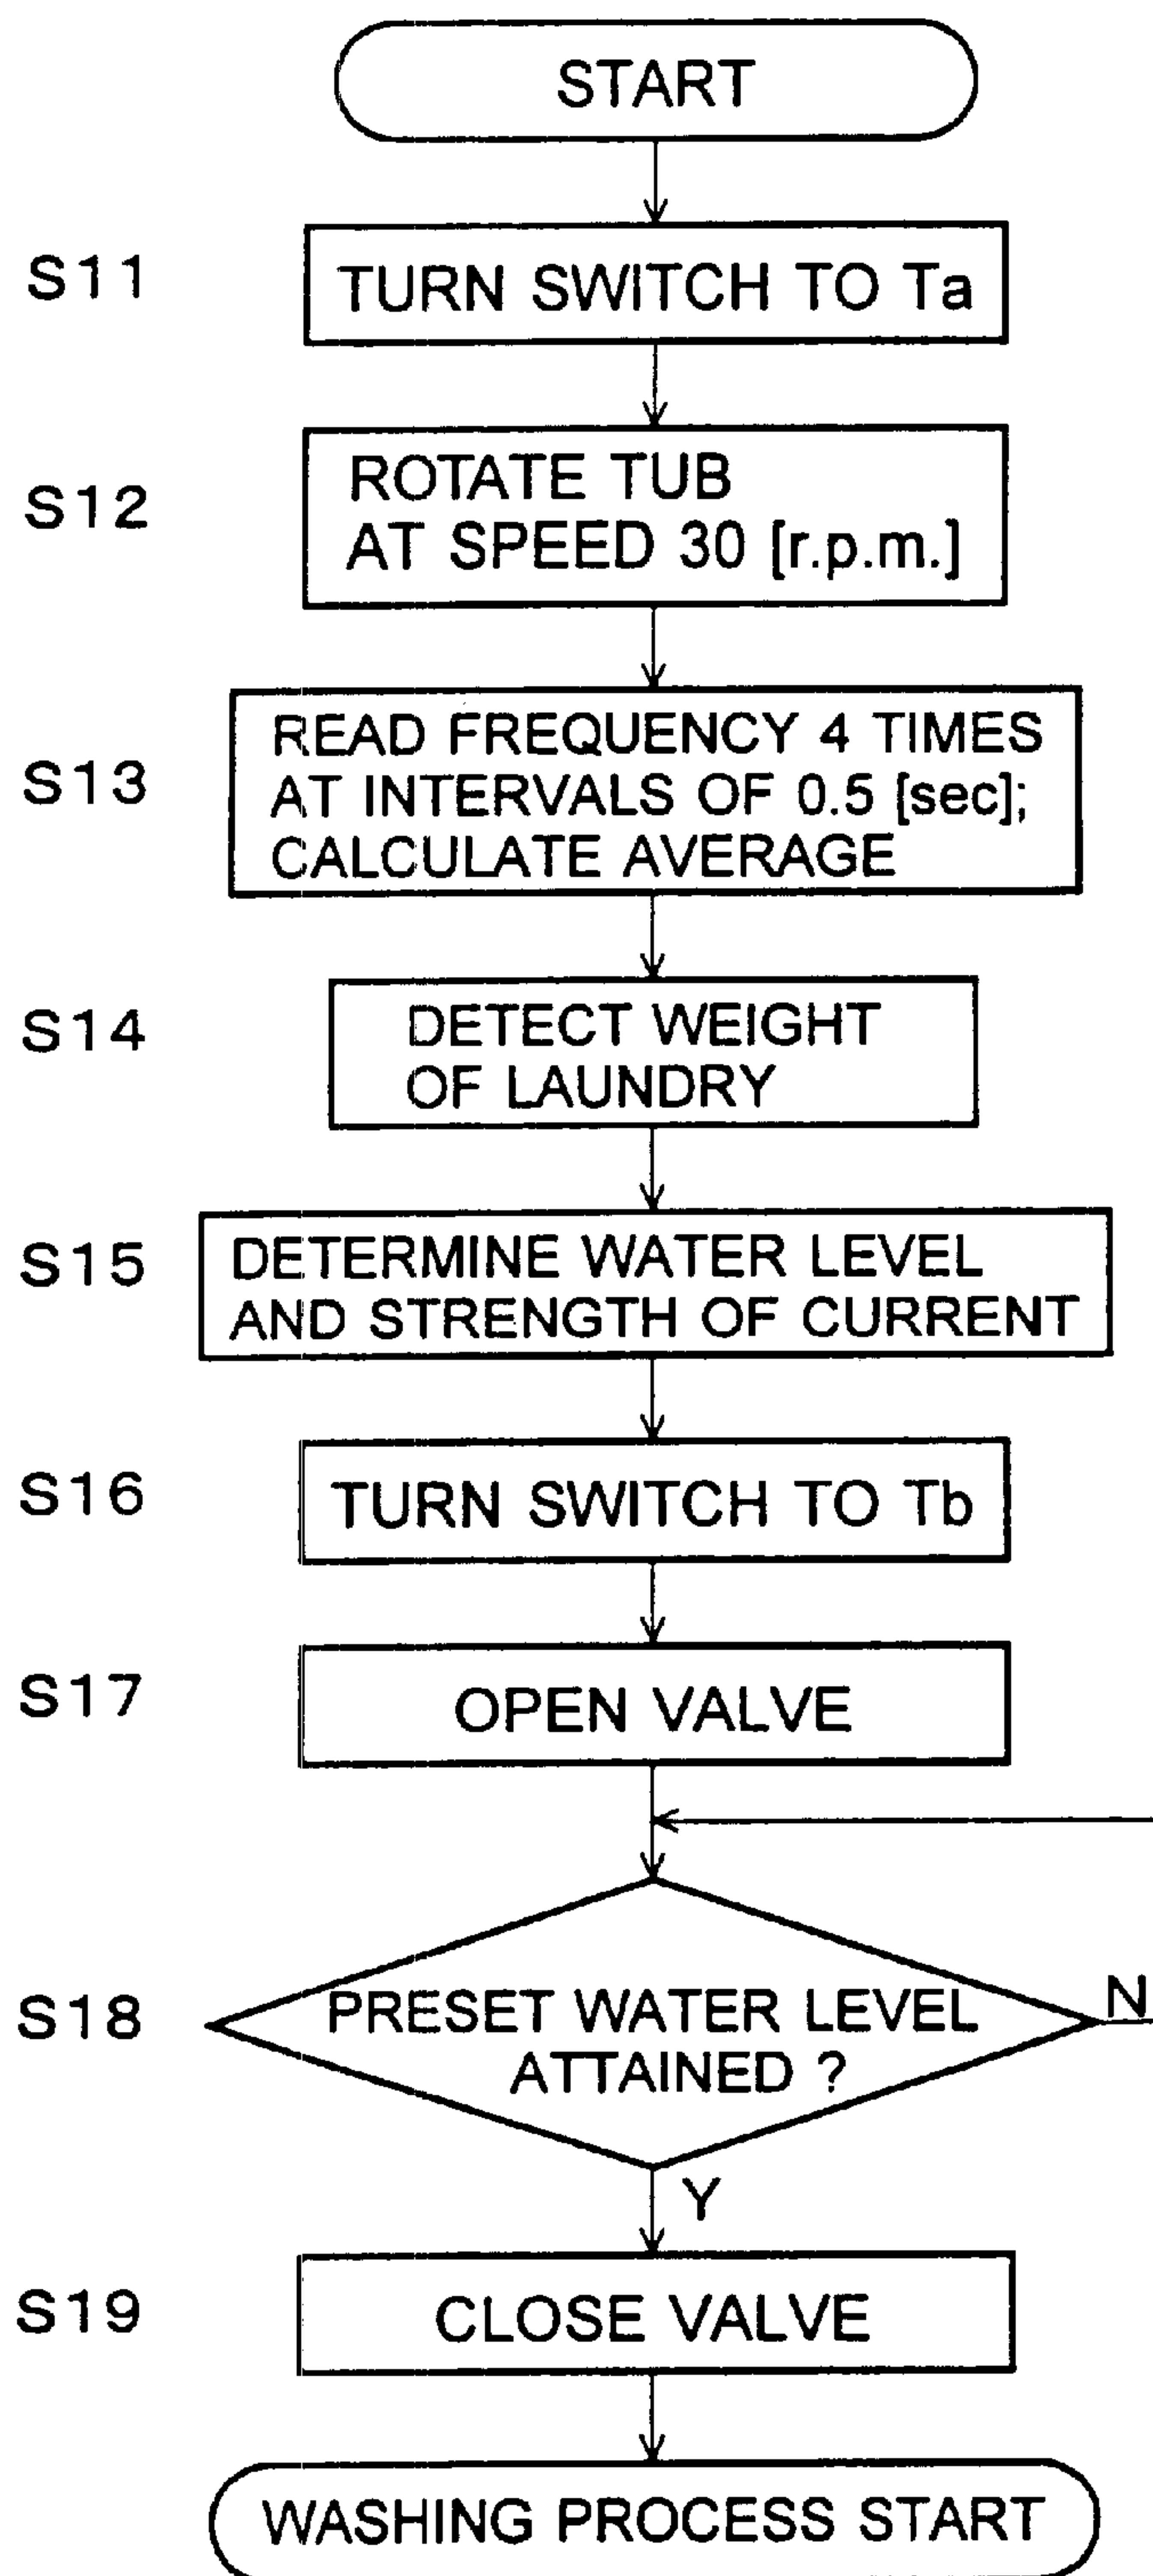 START
S11
TURN SWITCH TO Ta
S12
ROTATE TUB
AT SPEED 30 [r.p.m.]
S13
READ FREQUENCY 4 TIMES
AT INTERVALS OF 0.5 [sec];
CALCULATE AVERAGE
S14
DETECT WEIGHT
OF LAUNDRY
S15
DETERMINE WATER LEVEL
AND STRENGTH OF CURRENT
S16
TURN SWITCH TO Tb
S17
OPEN VALVE
S18
PRESET WATER LEVEL
ATTAINED ?
N
Y
S19
CLOSE VALVE
WASHING PROCESS START